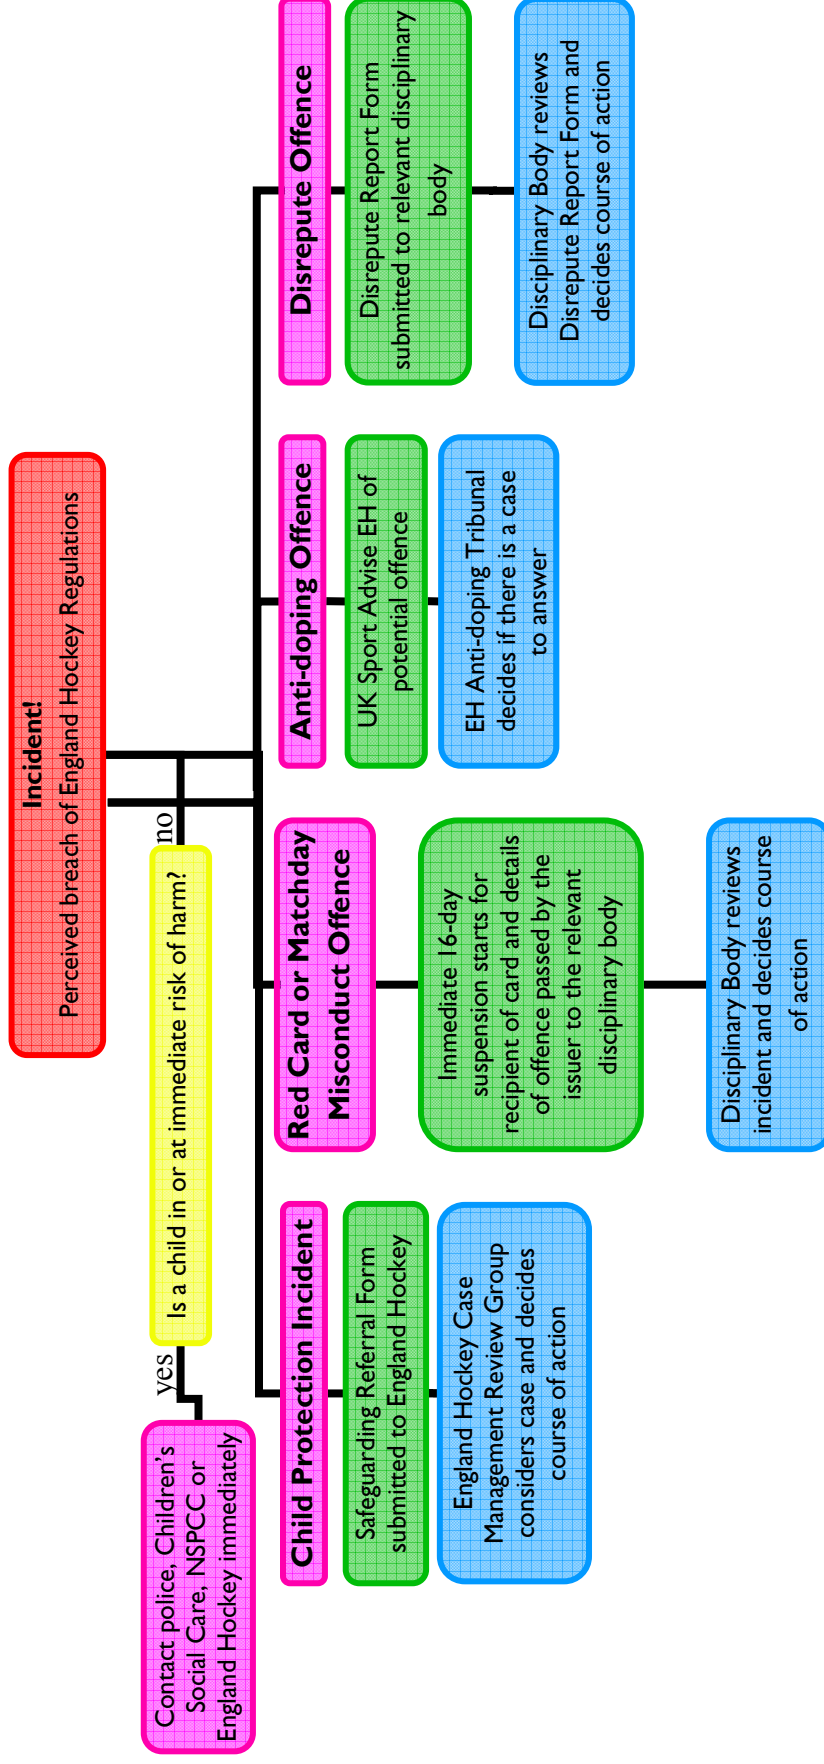 Incident!
Perceived breach of England Hockey Regulations
Is a child in or at immediate risk of harm?
yes
no
Contact police, Children's
Social Care, NSPCC or
England Hockey immediately
Child Protection Incident
Safeguarding Referral Form
submitted to England Hockey
England Hockey Case
Management Review Group
considers case and decides
course of action
Red Card or Matchday
Misconduct Offence
Immediate 16-day
suspension starts for
recipient of card and details
of offence passed by the
issuer to the relevant
disciplinary body
Disciplinary Body reviews
incident and decides course
of action
Anti-doping Offence
UK Sport Advise EH of
potential offence
EH Anti-doping Tribunal
decides if there is a case
to answer
Disrepute Offence
Disrepute Report Form
submitted to relevant disciplinary
body
Disciplinary Body reviews
Disrepute Report Form and
decides course of action